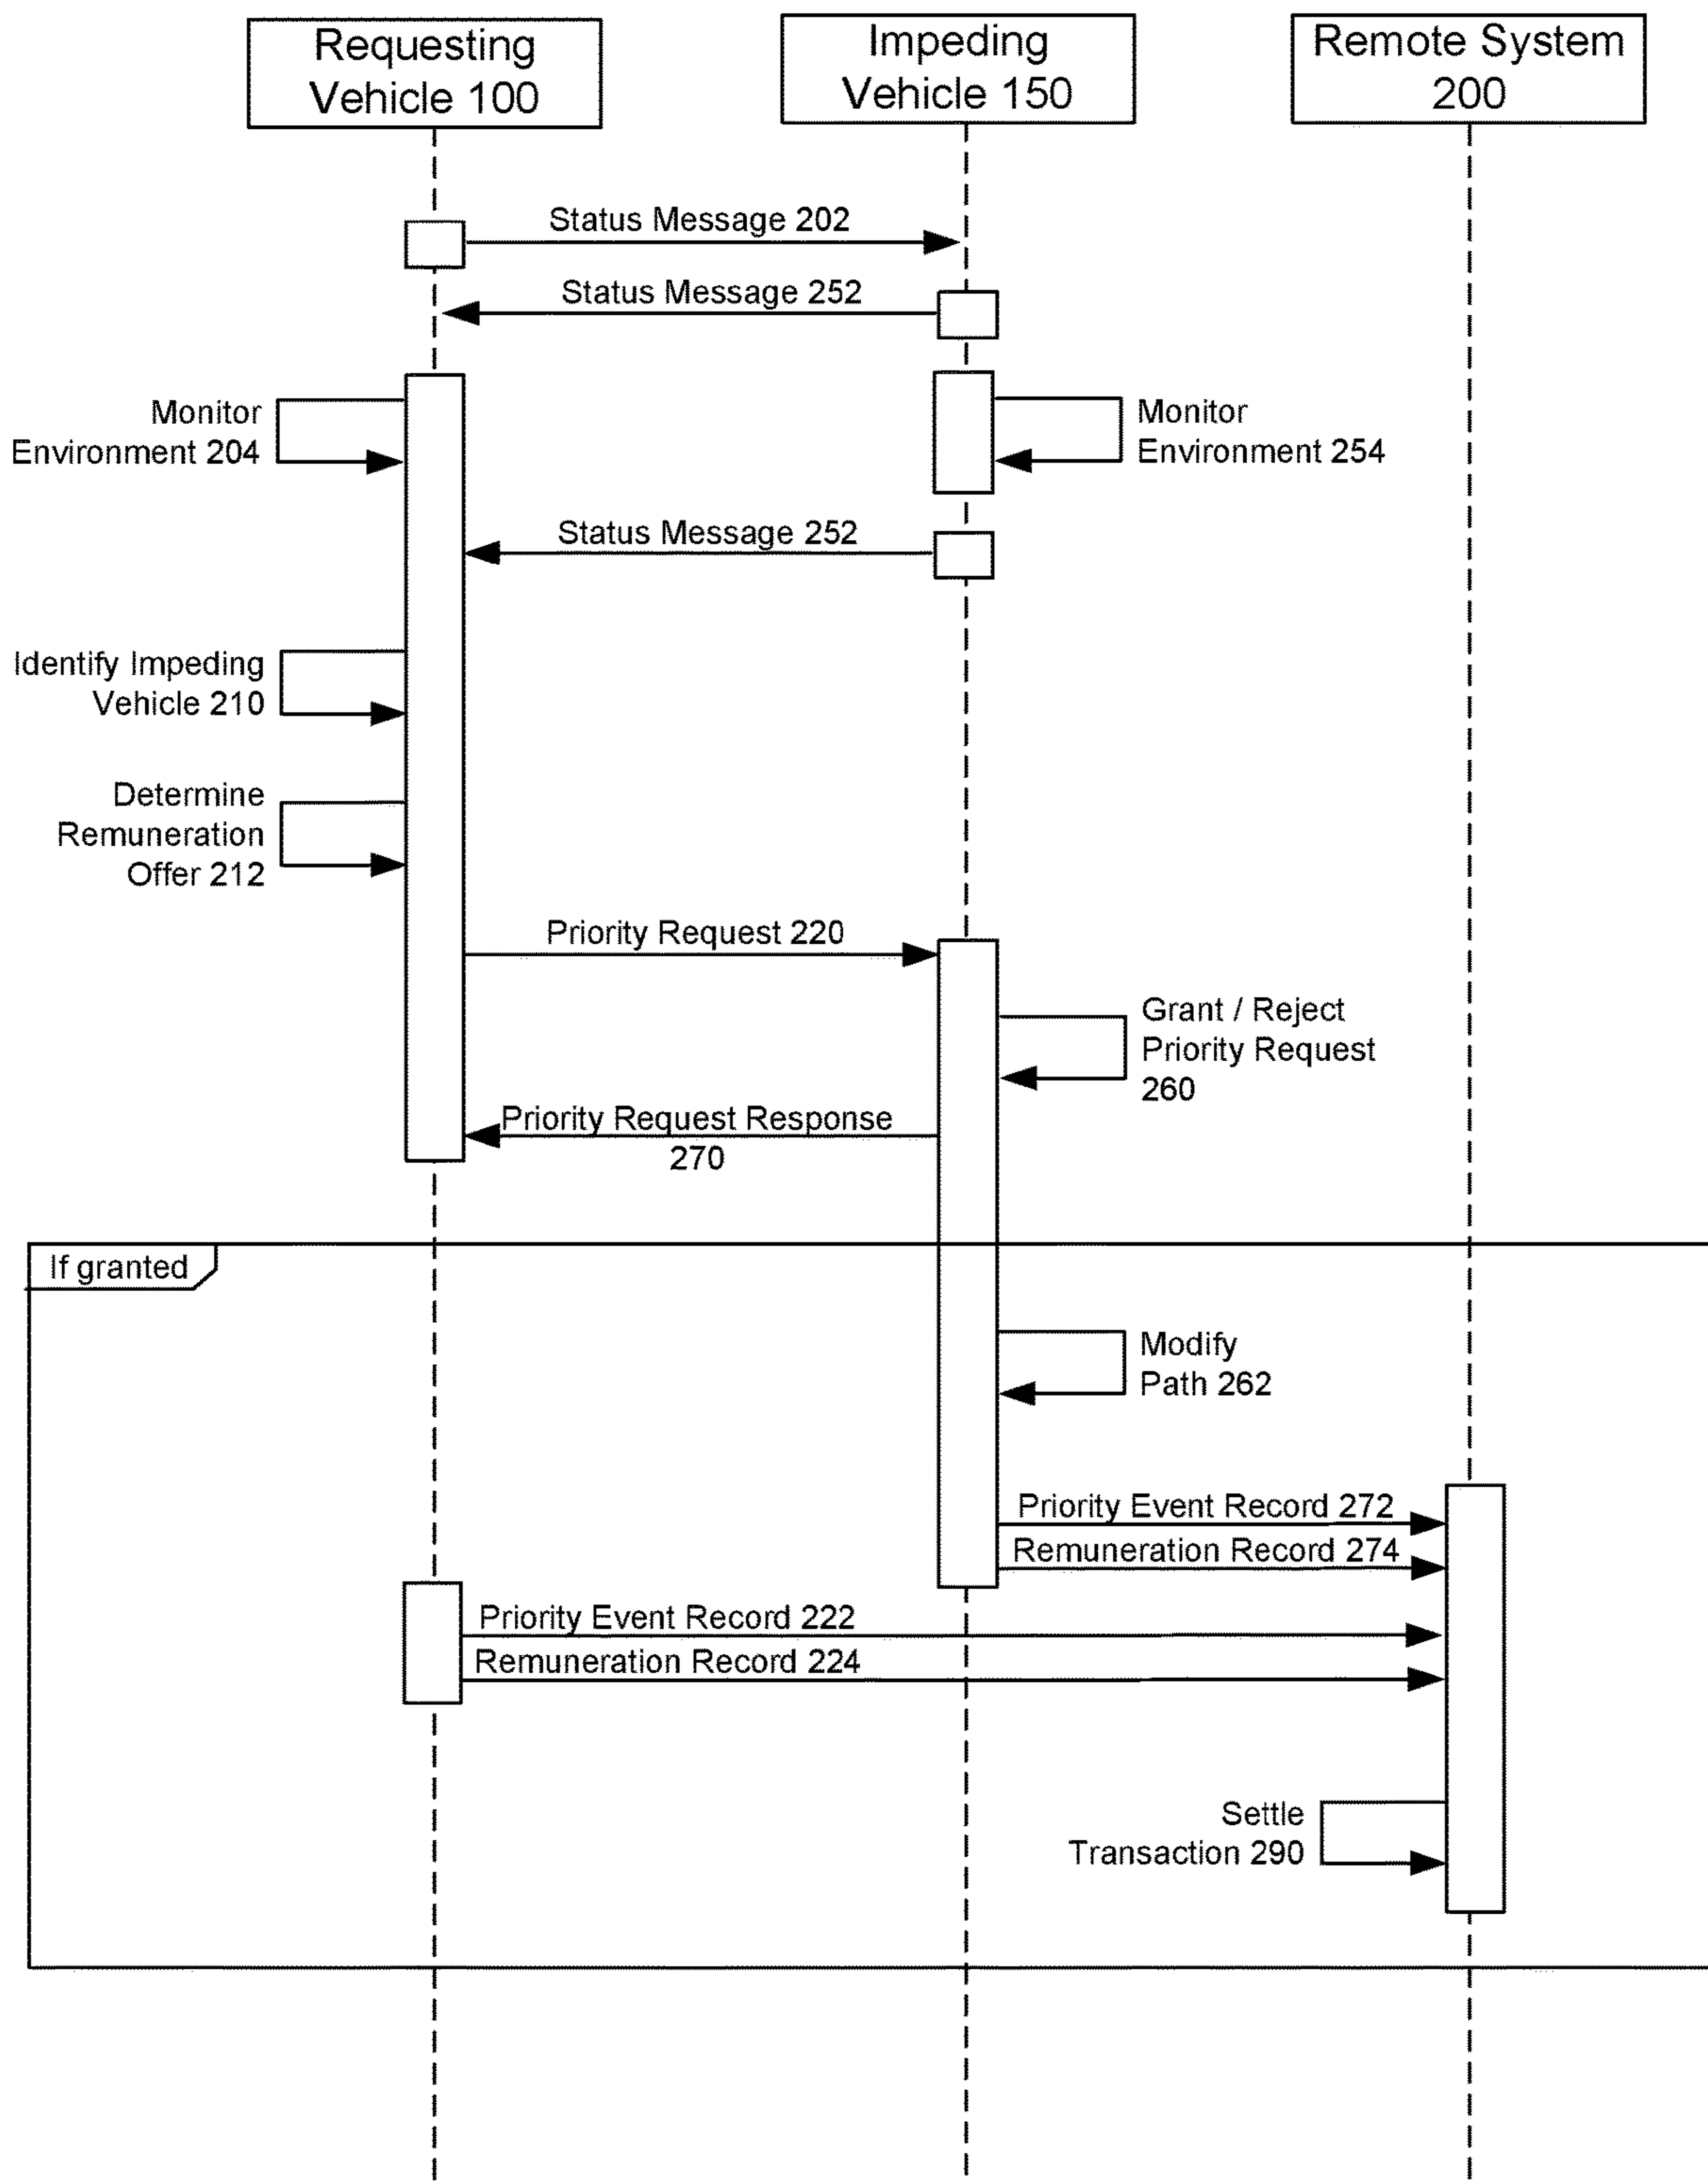 Requesting
Vehicle 100
Impeding
Vehicle 150
Remote System
200
Status Message 202
Status Message 252
Monitor
Environment 204
Monitor
Environment 254
Status Message 252
Identify Impeding
Vehicle 210
Determine
Remuneration
Offer 212
Priority Request 220
Grant / Reject
Priority Request
260
Priority Request Response
270
If granted
Modify
Path 262
Priority Event Record 272
Remuneration Record 274
Priority Event Record 222
Remuneration Record 224
Settle
Transaction 290